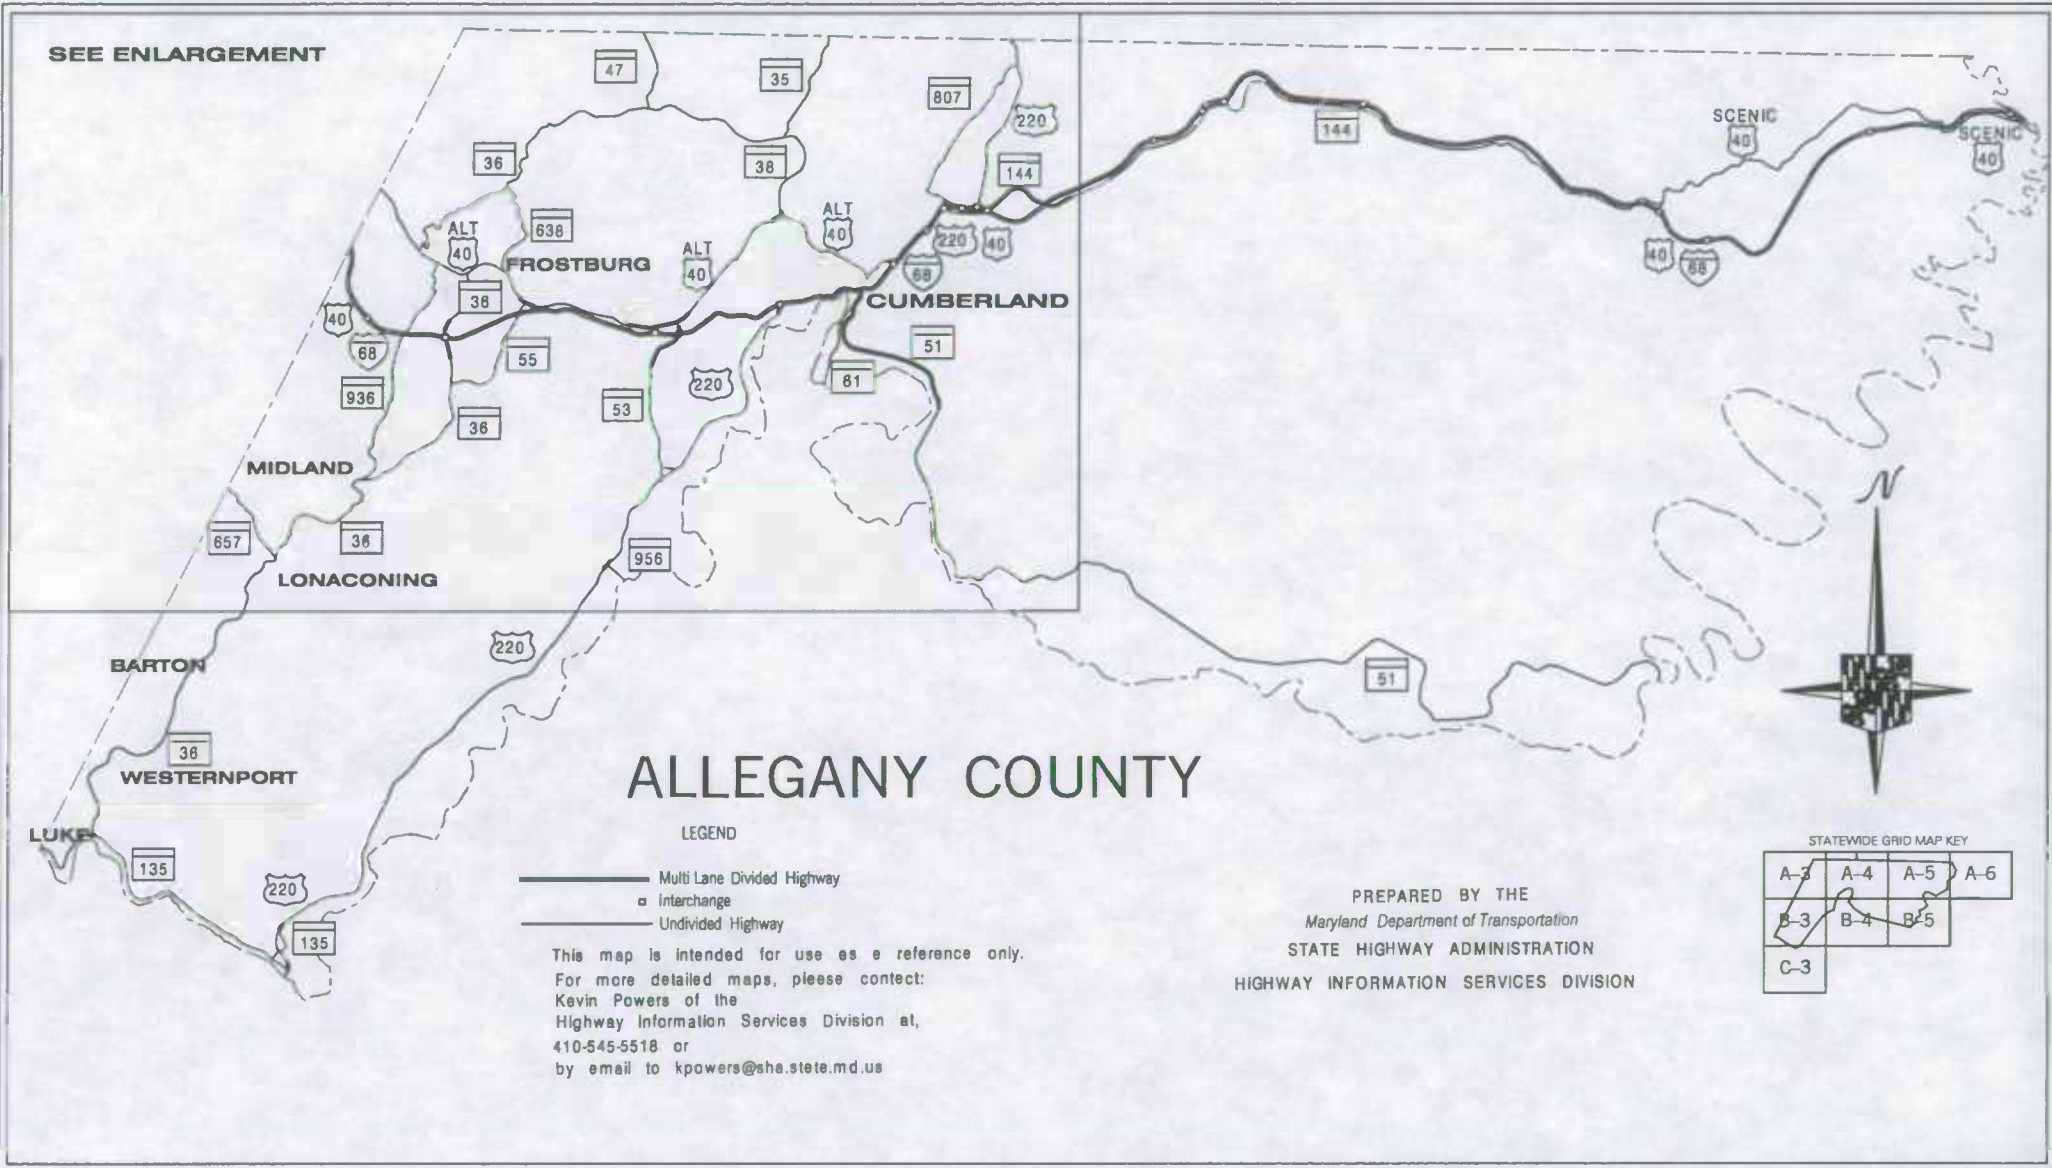 SEE ENLARGEMENT
47
35
807
220
36
38
144
144
SCENIC
40
SCENIC
40
ALT
40
638
FROSTBURG
ALT
40
ALT
40
220
40
68
CUMBERLAND
40
68
36
40
68
936
55
53
220
61
51
36
MIDLAND
657
36
LONACONING
956
BARTON
220
51
36
WESTERNPORT
LUKE
135
220
135
N
ALLEGANY COUNTY
LEGEND
Multi Lane Divided Highway
Interchange
Undivided Highway
This map is intended for use es e reference only.
For more detailed maps, pleese contect:
Kevin Powers of the
Highway Information Services Division at,
410-545-5518 or
by email to kpowers@sha.stete.md.us
PREPARED BY THE
Maryland Department of Transportation
STATE HIGHWAY ADMINISTRATION
HIGHWAY INFORMATION SERVICES DIVISION
STATEWIDE GRID MAP KEY
A-3 A-4 A-5 A-6
B-3 B-4 B-5
C-3